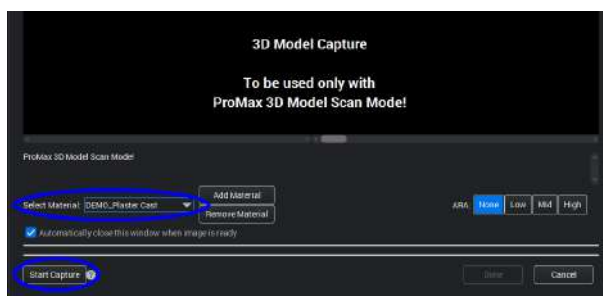 3D Model Capture
To be used only with
ProMax 3D Model Scan Mode!
ProMax 3D Model Scan Mode!
Add Material
Select Material: DEMO_Plaster Cast
Remove Material
ARA: None Low Mid High
Automatically close this window when image is ready
Start Capture ?
Done Cancel